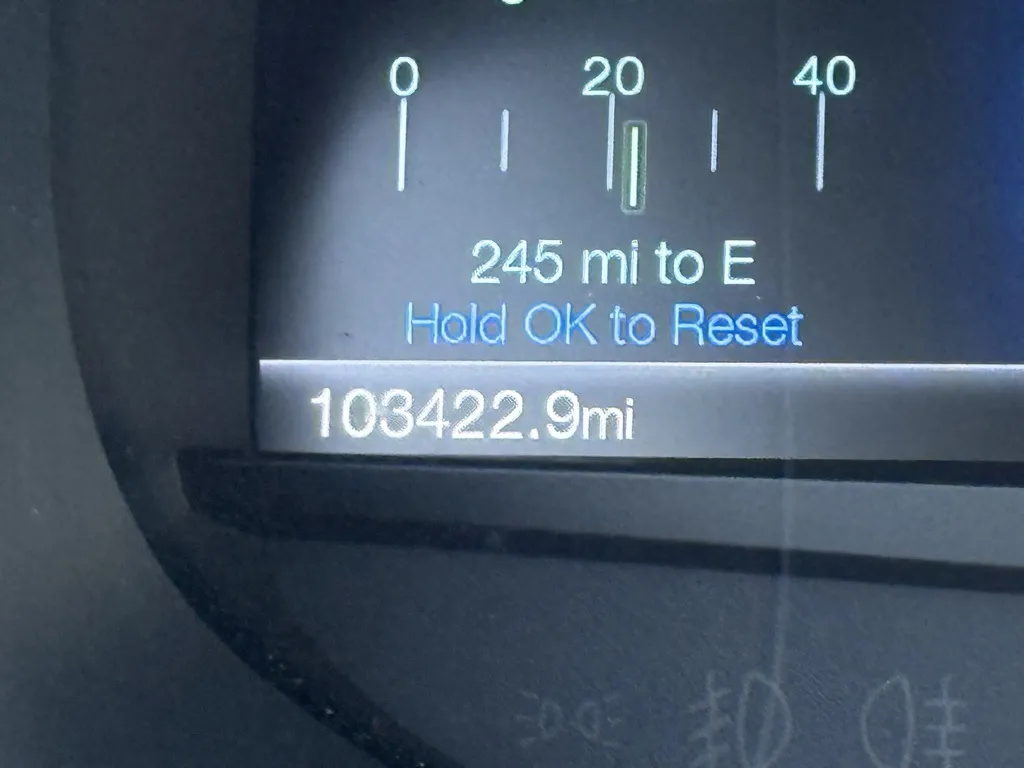 0 20 40
245 mi to E
Hold OK to Reset
103422.9mi